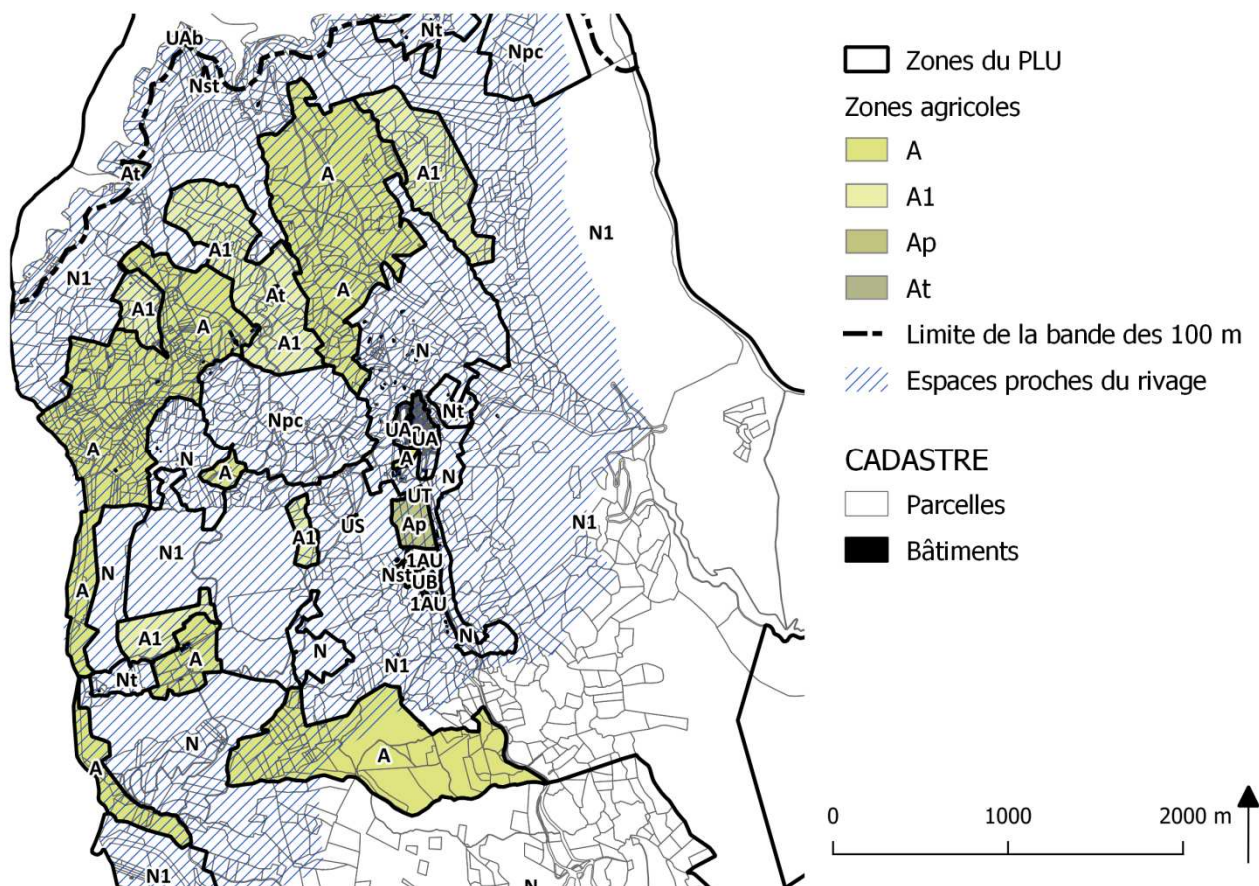 UAb
Nst
Nt
Npc
At
A
A1
N1
A1
N1
At
A1
A
A
A1
N
Npc
Nt
UA
UA
A
N
A
N
A
UT
Ap
US
A1
N1
N1
N
1AU
Nst
UB
1AU
A
A1
A
N
N
Nt
N1
N
A
A
N1
N
Zones du PLU
Zones agricoles
A
A1
Ap
At
Limite de la bande des 100 m
Espaces proches du rivage
CADASTRE
Parcelles
Bâtiments
0 1000 2000 m